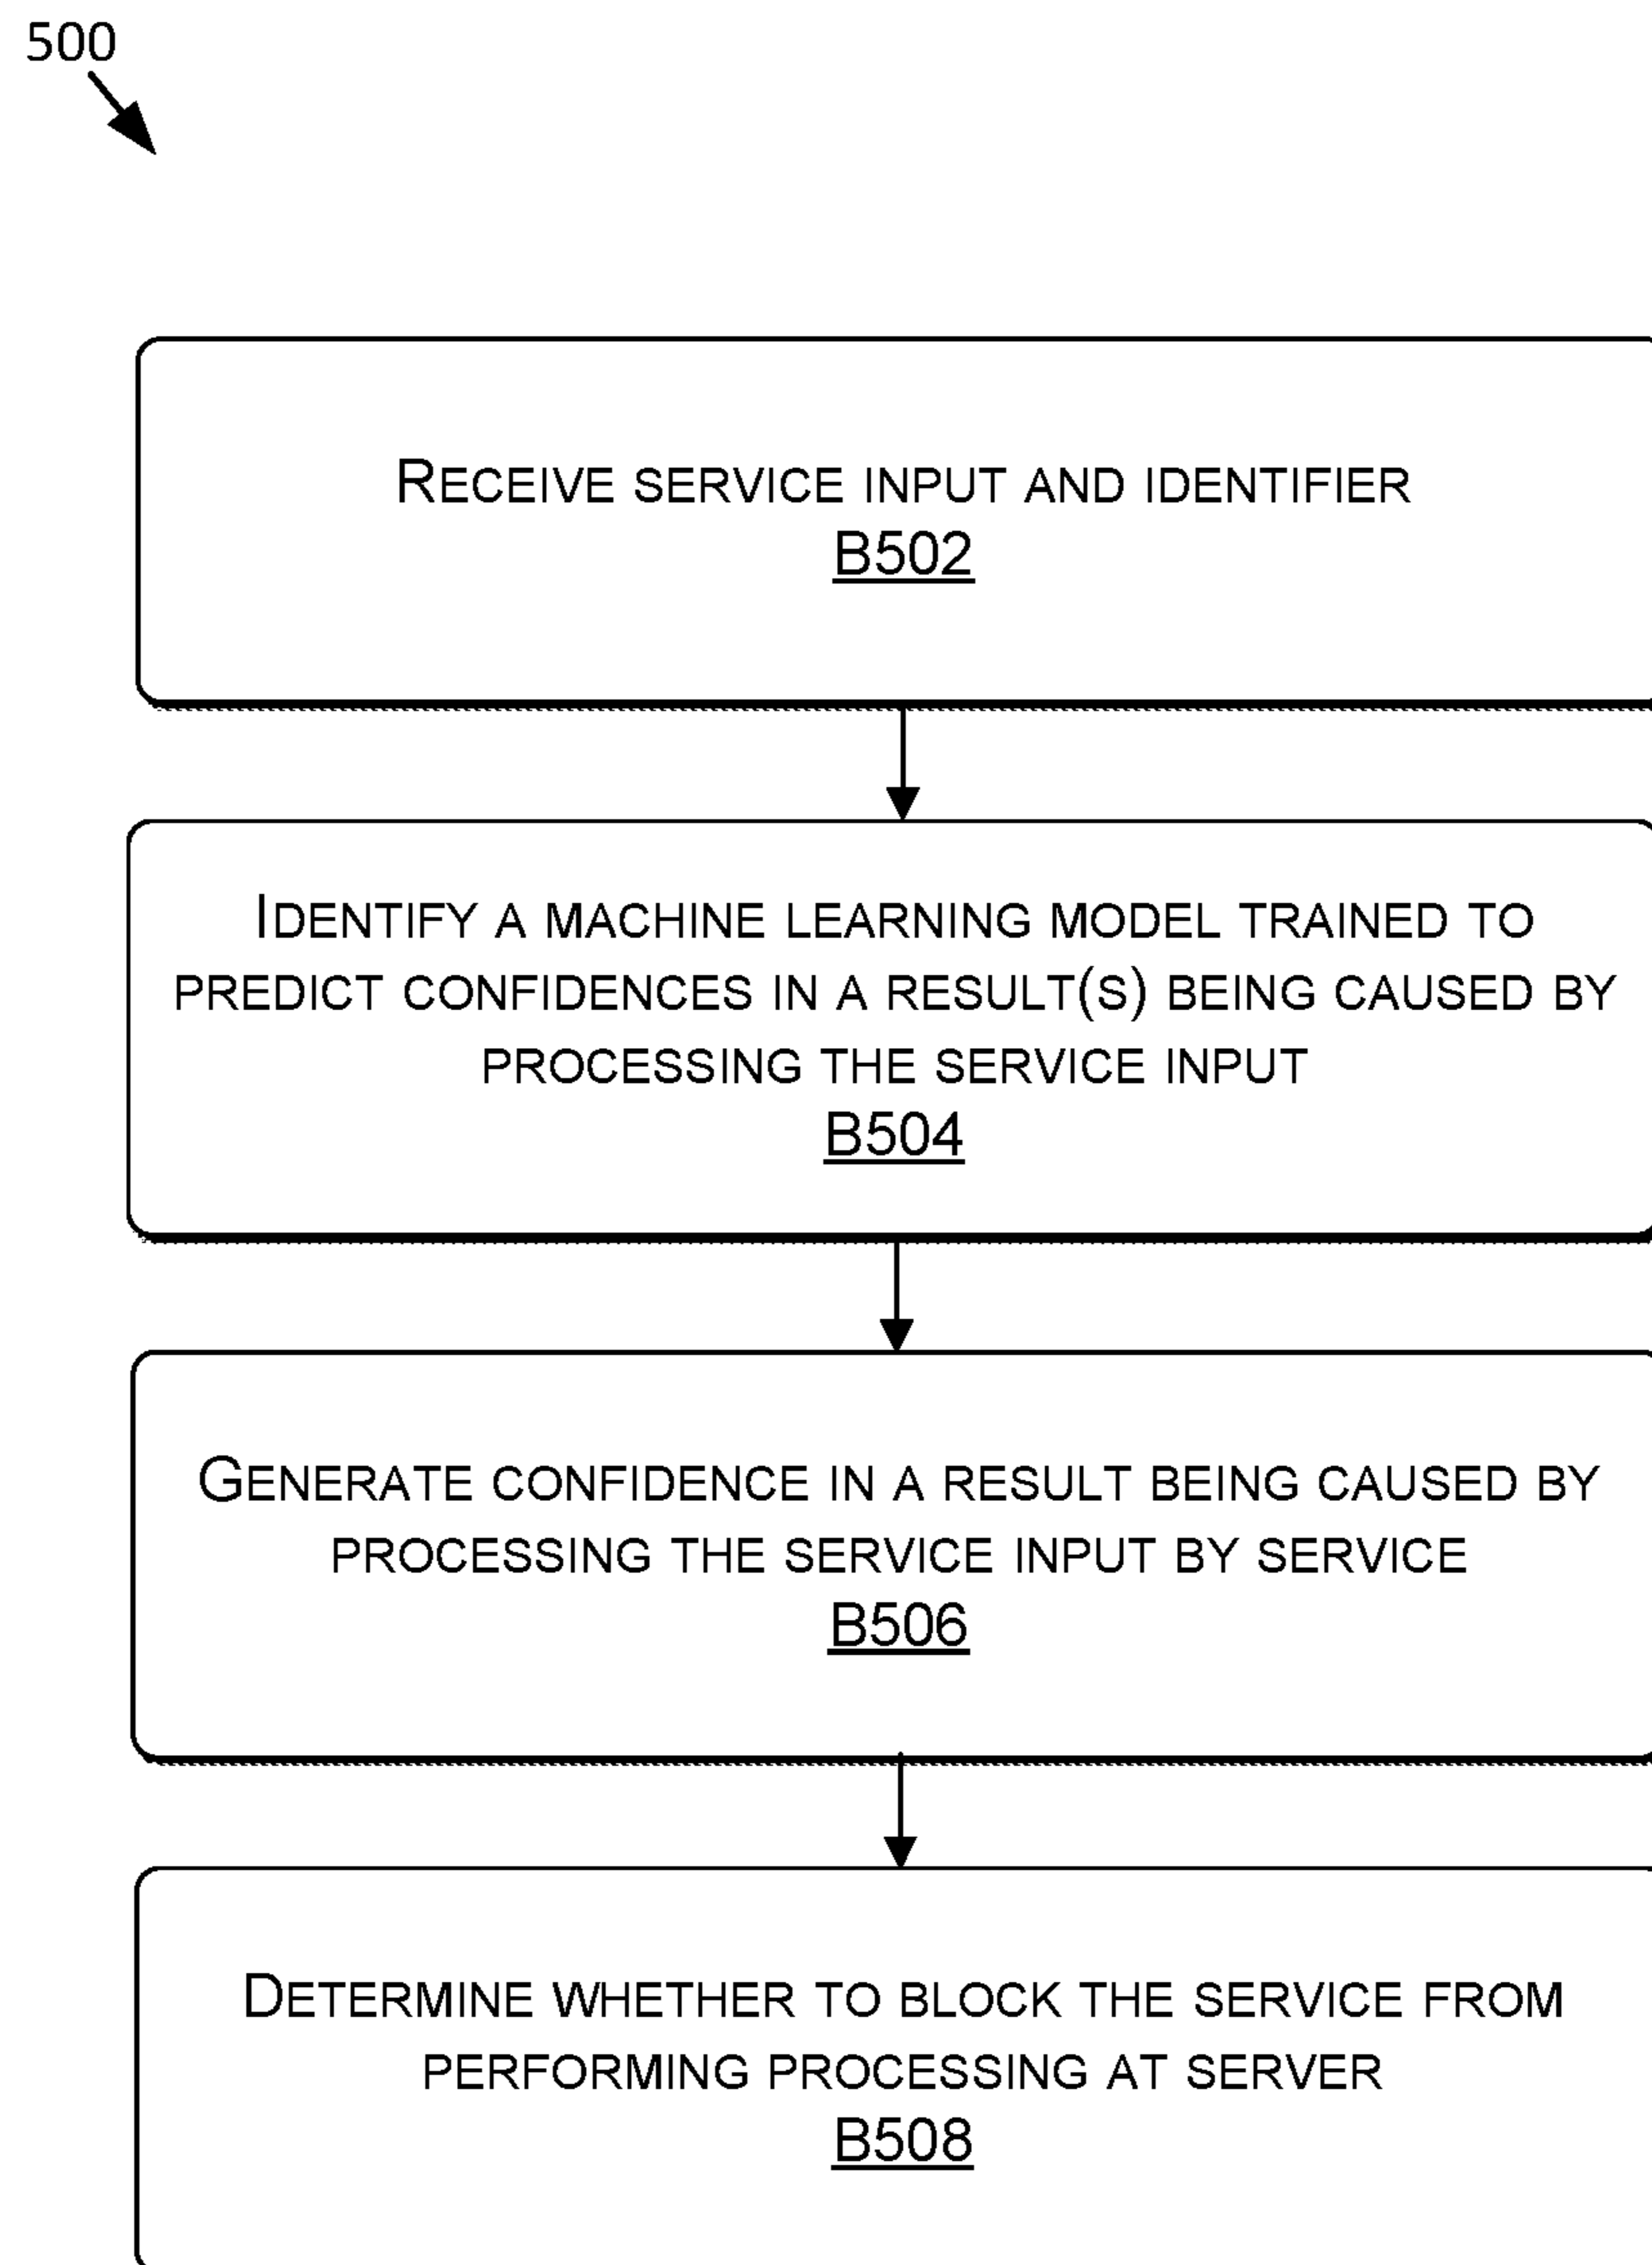 500
RECEIVE SERVICE INPUT AND IDENTIFIER
B502
IDENTIFY A MACHINE LEARNING MODEL TRAINED TO
PREDICT CONFIDENCES IN A RESULT(S) BEING CAUSED BY
PROCESSING THE SERVICE INPUT
B504
GENERATE CONFIDENCE IN A RESULT BEING CAUSED BY
PROCESSING THE SERVICE INPUT BY SERVICE
B506
DETERMINE WHETHER TO BLOCK THE SERVICE FROM
PERFORMING PROCESSING AT SERVER
B508